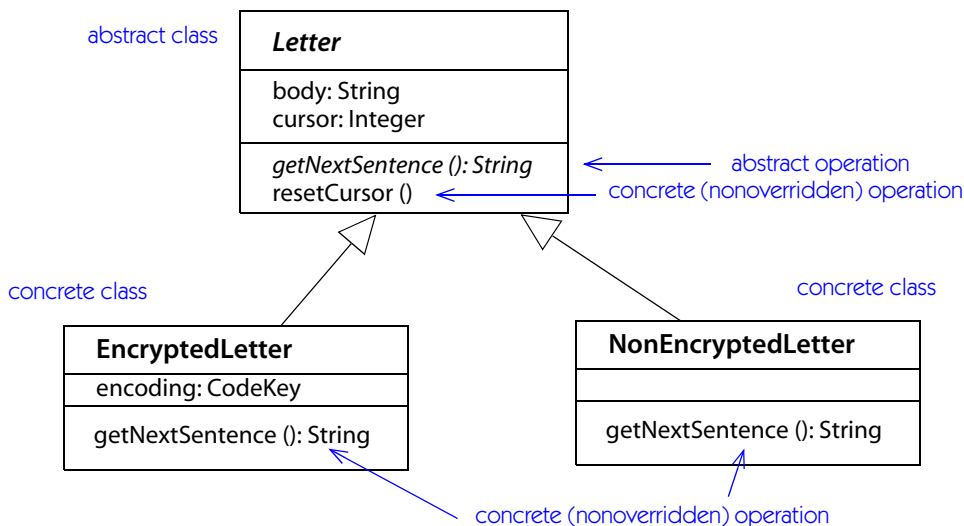 abstract class
Letter
body: String
cursor: Integer
getNextSentence (): String
resetCursor ()
abstract operation
concrete (nonoverridden) operation
concrete class
concrete class
EncryptedLetter
encoding: CodeKey
getNextSentence (): String
NonEncryptedLetter
getNextSentence (): String
concrete (nonoverridden) operation